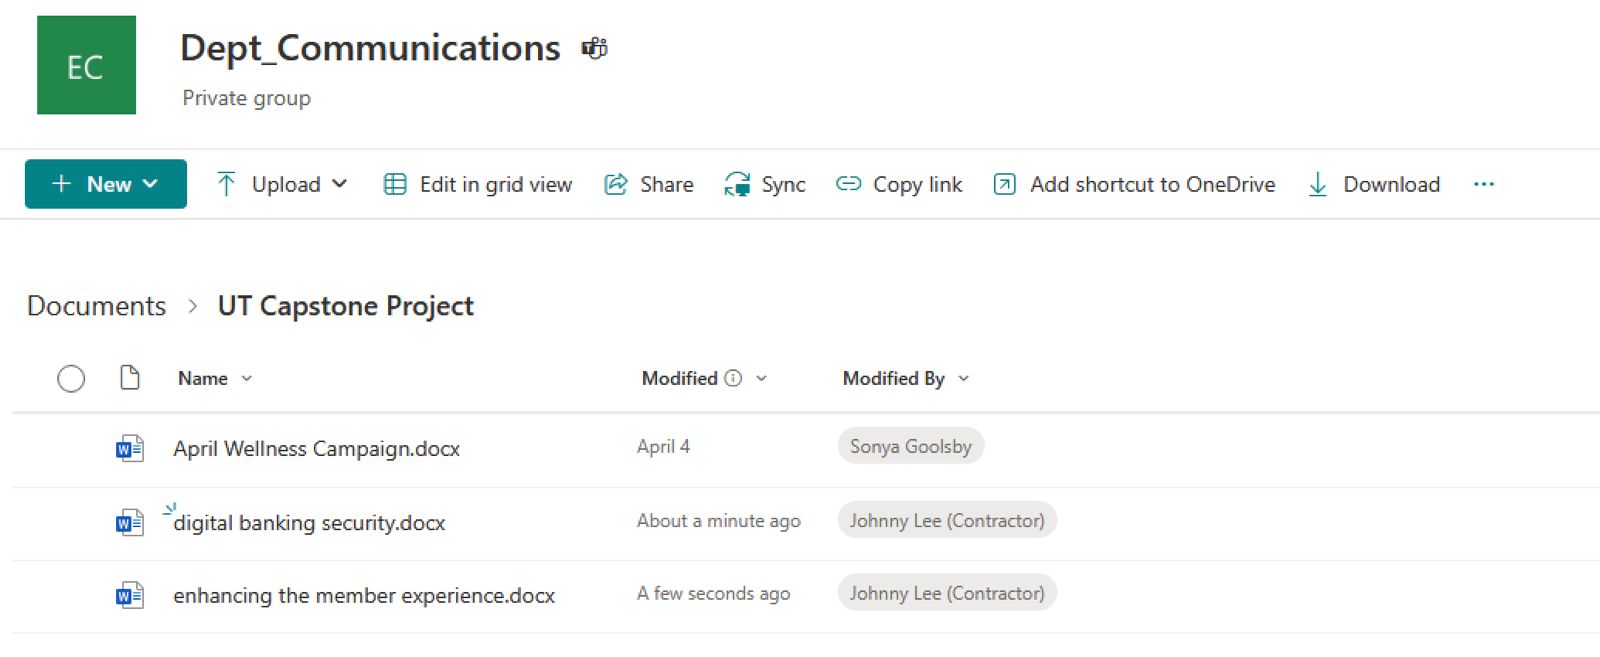 EC
Dept_Communications
Private group
New
Upload
Edit in grid view
Share
Sync
Copy link
Add shortcut to OneDrive
Download
Documents > UT Capstone Project
Name Modified Modified By
April Wellness Campaign.docx April 4 Sonya Goolsby
digital banking security.docx About a minute ago Johnny Lee (Contractor)
enhancing the member experience.docx A few seconds ago Johnny Lee (Contractor)